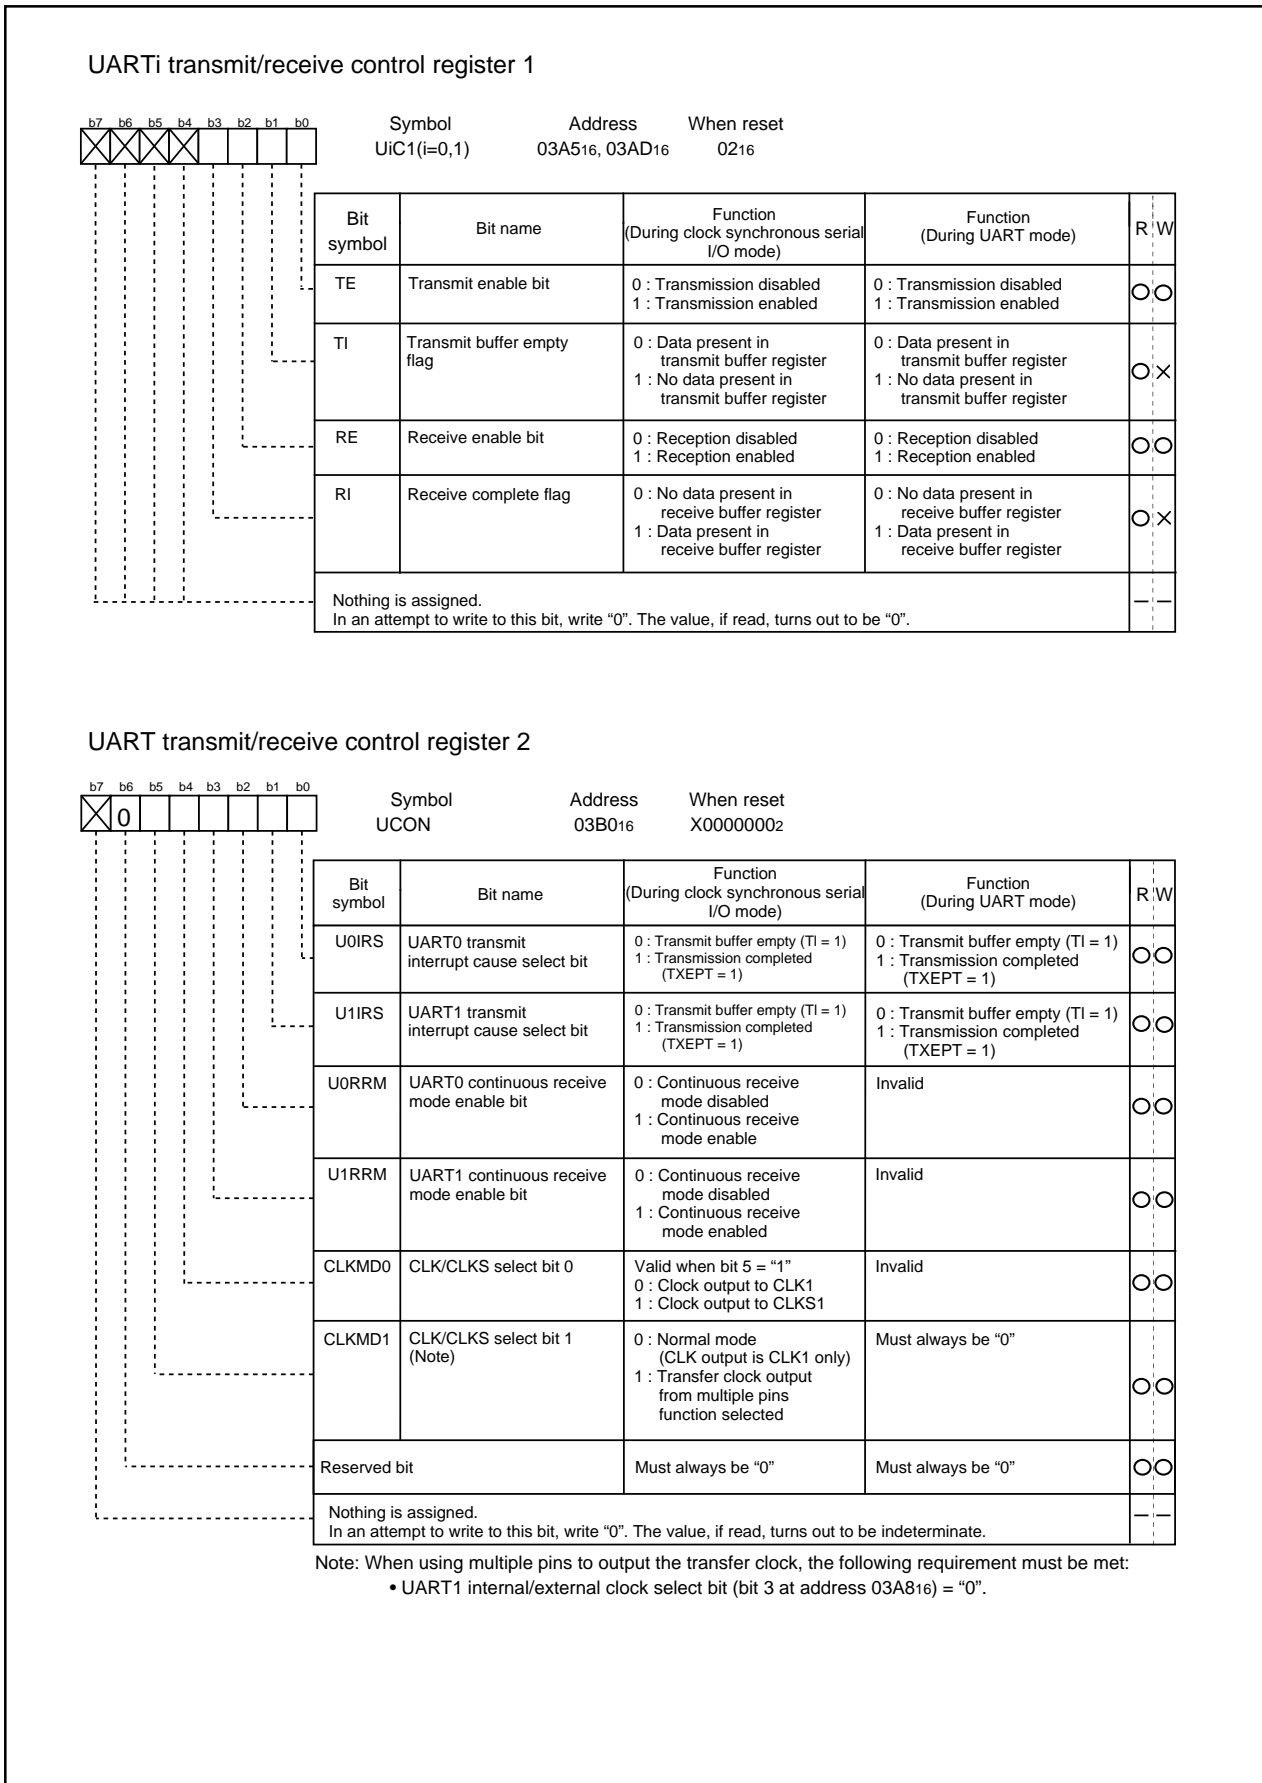 UARTi transmit/receive control register 1
b7 b6 b5 b4 b3 b2 b1 b0
Symbol Address When reset
UiC1(i=0,1) 03A516, 03AD16 0216
Bit symbol Bit name Function (During clock synchronous serial I/O mode) Function (During UART mode) R W
TE Transmit enable bit 0 : Transmission disabled 0 : Transmission disabled
1 : Transmission enabled 1 : Transmission enabled
TI Transmit buffer empty 0 : Data present in 0 : Data present in
flag transmit buffer register transmit buffer register
1 : No data present in 1 : No data present in
transmit buffer register transmit buffer register
RE Receive enable bit 0 : Reception disabled 0 : Reception disabled
1 : Reception enabled 1 : Reception enabled
RI Receive complete flag 0 : No data present in 0 : No data present in
receive buffer register receive buffer register
1 : Data present in 1 : Data present in
receive buffer register receive buffer register
Nothing is assigned.
In an attempt to write to this bit, write “0”. The value, if read, turns out to be “0”.
UART transmit/receive control register 2
b7 b6 b5 b4 b3 b2 b1 b0
0
Symbol Address When reset
UCON 03B016 X00000002
Bit symbol Bit name Function (During clock synchronous serial I/O mode) Function (During UART mode) R W
U0IRS UART0 transmit 0 : Transmit buffer empty (TI = 1) 0 : Transmit buffer empty (TI = 1)
interrupt cause select bit 1 : Transmission completed 1 : Transmission completed
(TXEPT = 1) (TXEPT = 1)
U1IRS UART1 transmit 0 : Transmit buffer empty (TI = 1) 0 : Transmit buffer empty (TI = 1)
interrupt cause select bit 1 : Transmission completed 1 : Transmission completed
(TXEPT = 1) (TXEPT = 1)
U0RRM UART0 continuous receive 0 : Continuous receive Invalid
mode enable bit mode disabled
1 : Continuous receive
mode enable
U1RRM UART1 continuous receive 0 : Continuous receive Invalid
mode enable bit mode disabled
1 : Continuous receive
mode enabled
CLKMD0 CLK/CLKS select bit 0 Valid when bit 5 = “1” Invalid
0 : Clock output to CLK1
1 : Clock output to CLKS1
CLKMD1 CLK/CLKS select bit 1 0 : Normal mode Must always be “0”
(Note) (CLK output is CLK1 only)
1 : Transfer clock output
from multiple pins
function selected
Reserved bit Must always be “0” Must always be “0”
Nothing is assigned.
In an attempt to write to this bit, write “0”. The value, if read, turns out to be indeterminate.
Note: When using multiple pins to output the transfer clock, the following requirement must be met:
• UART1 internal/external clock select bit (bit 3 at address 03A816) = “0”.